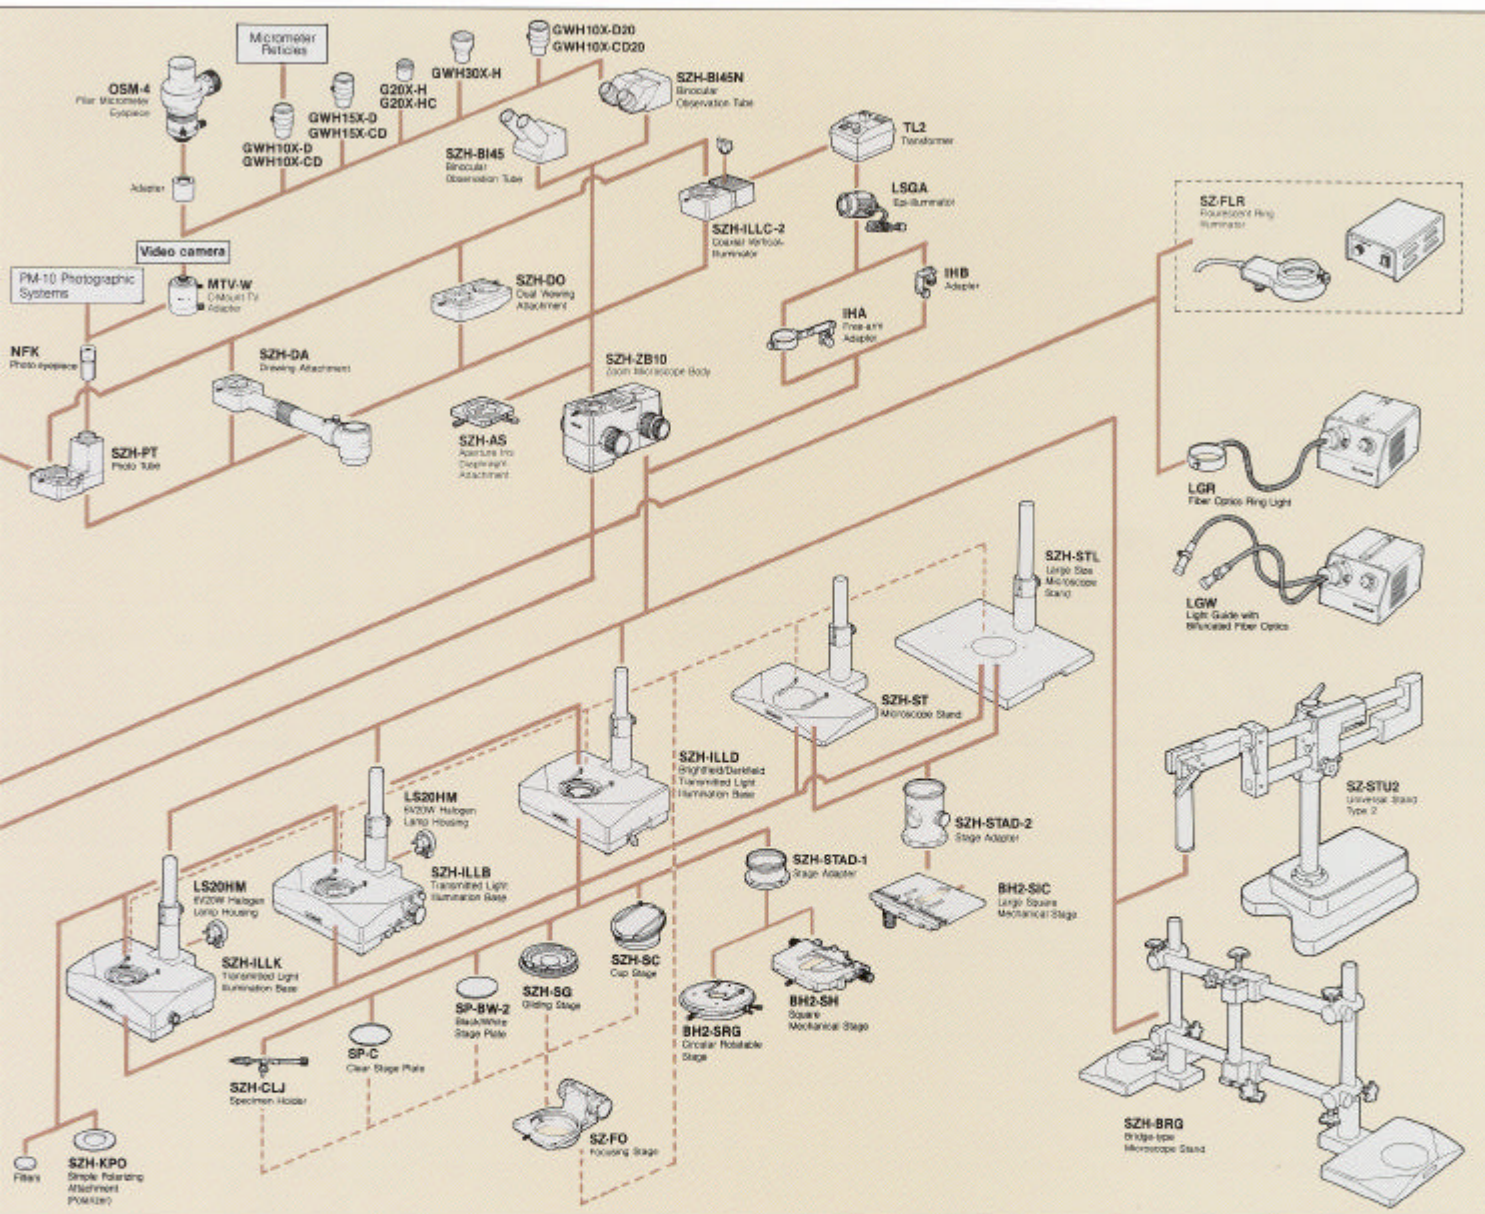 Micrometer
Reticles
GWH10X-D20
GWH10X-CD20
GWH30X-H
G20X-H
G20X-HC
GWH15X-D
GWH15X-CD
GWH10X-D
GWH10X-CD
OSM-4
Filar Micrometer
Eyepiece
Adapter
SZH-BI45N
Binocular
Observation Tube
SZH-BI45
Binocular
Observation Tube
TL2
Transformer
LSGA
Epi-illuminator
SZH-ILLC-2
Coaxial Vertical-
Illuminator
SZ-FLR
Flourescent Ring
Illuminator
Video camera
PM-10 Photographic
Systems
MTV-W
C-Mount TV
Adapter
SZH-DO
Dual Viewing
Attachment
IHB
Adapter
IHA
Free-arm
Adapter
NFK
Photo eyepiece
SZH-DA
Drawing Attachment
SZH-ZB10
Zoom Microscope Body
SZH-AS
Aperture Iris
Diaphragm
Attachment
SZH-PT
Photo Tube
LGR
Fiber Optics Ring Light
LGW
Light Guide with
Bifurcated Fiber Optics
SZH-STL
Large Size
Microscope
Stand
SZH-ST
Microscope Stand
SZH-ILLD
Brightfield/Darkfield
Transmitted Light
Illumination Base
SZ-STU2
Universal Stand
Type 2
LS20HM
6V20W Halogen
Lamp Housing
SZH-ILLB
Transmitted Light
Illumination Base
SZH-STAD-2
Stage Adapter
SZH-STAD-1
Stage Adapter
BH2-SIC
Large Square
Mechanical Stage
LS20HM
6V20W Halogen
Lamp Housing
SZH-ILLK
Transmitted Light
Illumination Base
SZH-SC
Cup Stage
SZH-SG
Gliding Stage
SP-BW-2
Black/White
Stage Plate
BH2-SH
Square
Mechanical Stage
BH2-SRG
Circular Rotatable
Stage
SP-C
Clear Stage Plate
SZH-CLJ
Specimen Holder
SZ-FO
Focusing Stage
SZH-BRG
Bridge-type
Microscope Stand
Filters
SZH-KPO
Simple Polarizing
Attachment
(Polarizer)